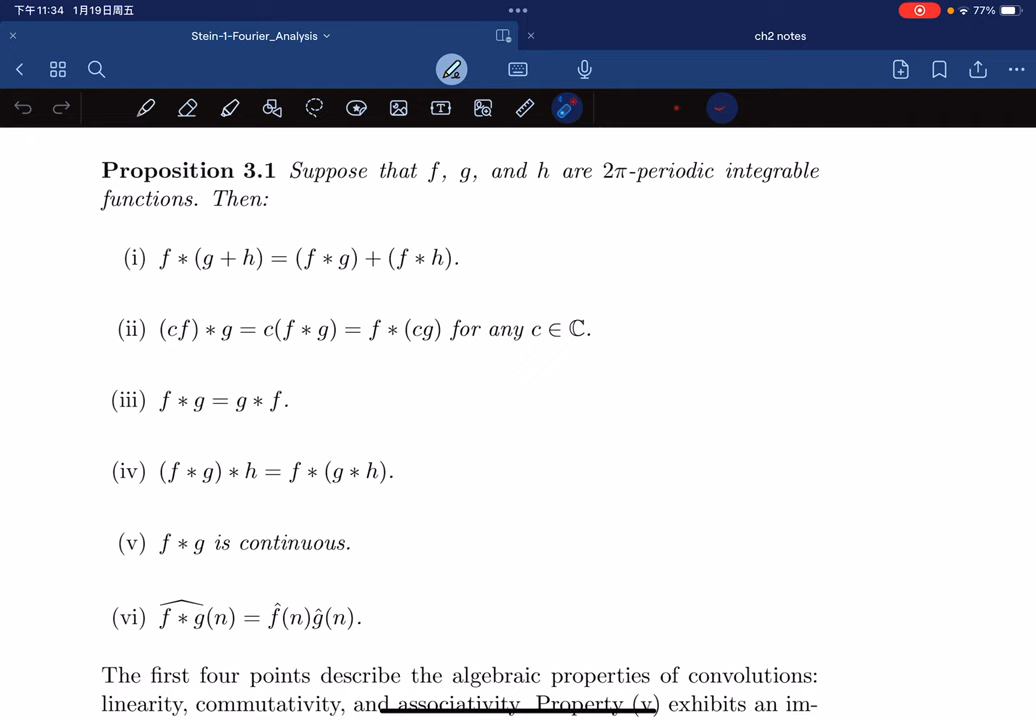 下午11:34 1月19日周五
77%
Stein-1-Fourier_Analysis
ch2 notes
Proposition 3.1 Suppose that f, g, and h are 2π-periodic integrable
functions. Then:
(i) f ∗ (g + h) = (f ∗ g) + (f ∗ h).
(ii) (cf) ∗ g = c(f ∗ g) = f ∗ (cg) for any c ∈ ℂ.
(iii) f ∗ g = g ∗ f.
(iv) (f ∗ g) ∗ h = f ∗ (g ∗ h).
(v) f ∗ g is continuous.
(vi) \widehat{f ∗ g}(n) = \hat{f}(n)\hat{g}(n).
The first four points describe the algebraic properties of convolutions:
linearity, commutativity, and associativity. Property (v) exhibits an im-